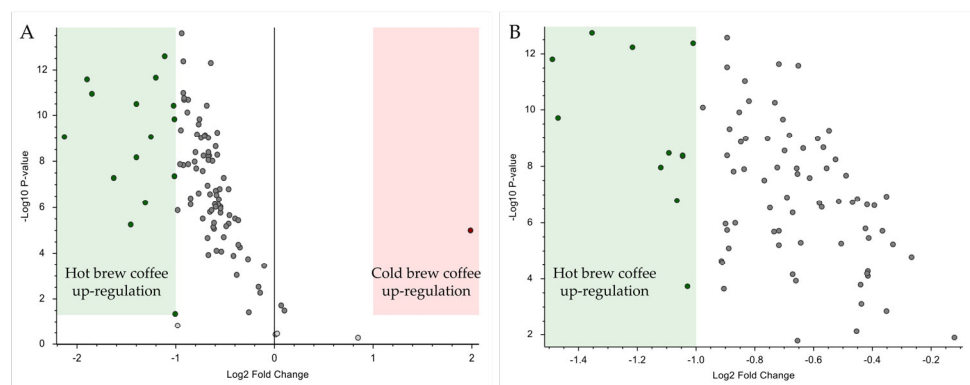 A
-Log10 P-value
12
10
8
6
4
2
0
Hot brew coffee
up-regulation
Cold brew coffee
up-regulation
-2
-1
0
1
2
Log2 Fold Change
B
-Log10 P-value
12
10
8
6
4
2
Hot brew coffee
up-regulation
-1.4
-1.2
-1.0
-0.8
-0.6
-0.4
-0.2
Log2 Fold Change